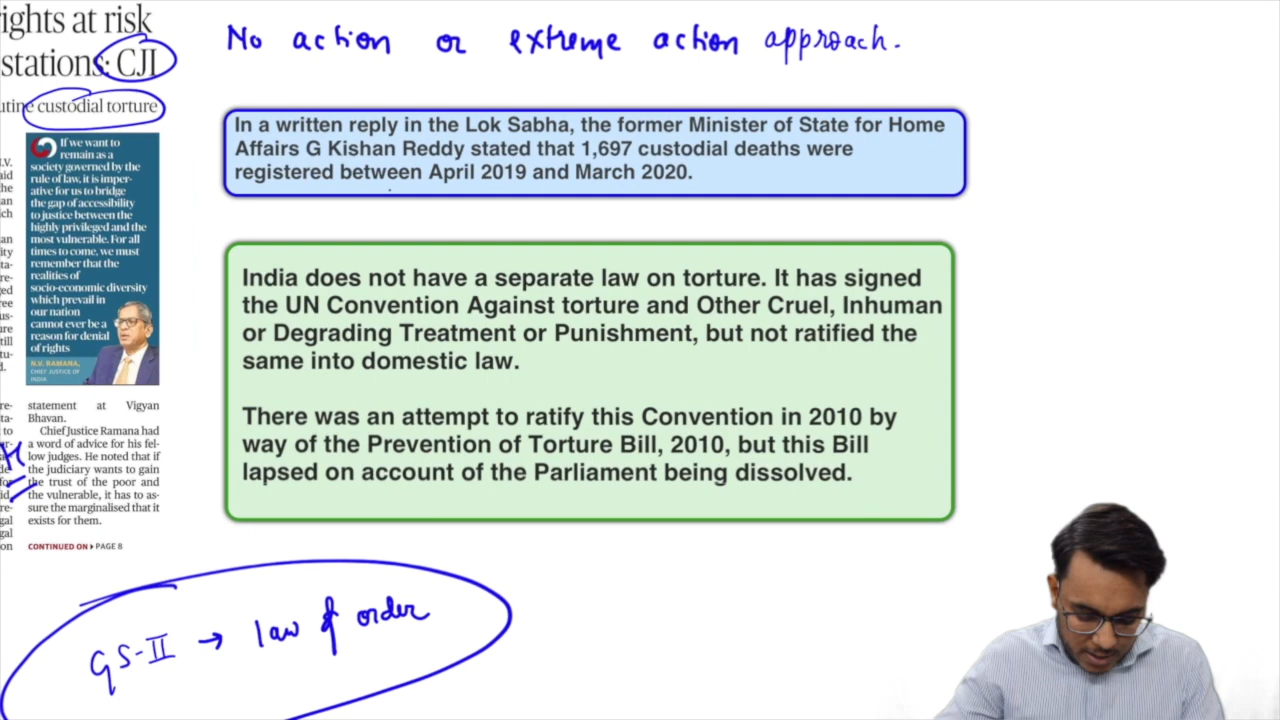 ights at risk
stations: CJI
utine custodial torture
No action or extreme action approach.
If we want to
remain as a
society governed by the
rule of law, it is imper-
ative for us to bridge
the gap of accessibility
to justice between the
highly privileged and the
most vulnerable. For all
times to come, we must
remember that the
realities of
socio-economic diversity
which prevail in
our nation
cannot ever be a
reason for denial
of rights
N.V. RAMANA,
CHIEF JUSTICE OF
INDIA
statement at Vigyan
Bhavan.
Chief Justice Ramana had
a word of advice for his fel-
low judges. He noted that if
the judiciary wants to gain
the trust of the poor and
the vulnerable, it has to as-
sure the marginalised that it
exists for them.
CONTINUED ON PAGE 8
In a written reply in the Lok Sabha, the former Minister of State for Home
Affairs G Kishan Reddy stated that 1,697 custodial deaths were
registered between April 2019 and March 2020.
India does not have a separate law on torture. It has signed
the UN Convention Against torture and Other Cruel, Inhuman
or Degrading Treatment or Punishment, but not ratified the
same into domestic law.
There was an attempt to ratify this Convention in 2010 by
way of the Prevention of Torture Bill, 2010, but this Bill
lapsed on account of the Parliament being dissolved.
GS-II → law & order